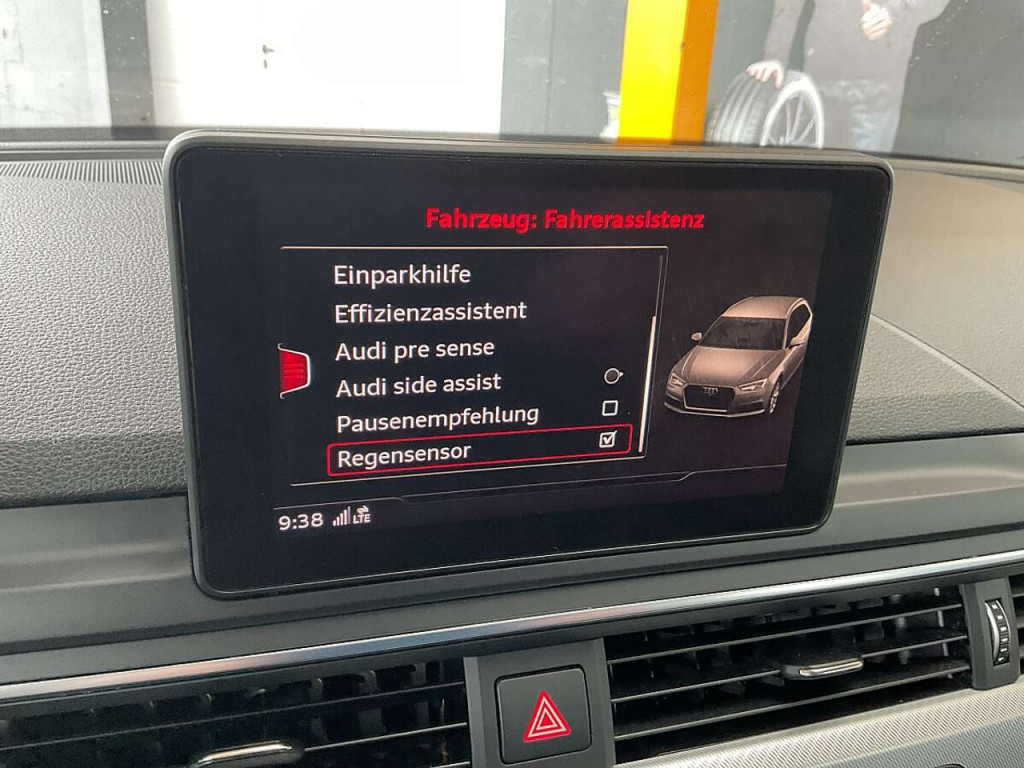 Fahrzeug: Fahrerassistenz
Einparkhilfe
Effizienzassistent
Audi pre sense
Audi side assist
Pausenempfehlung
Regensensor
9:38 LTE